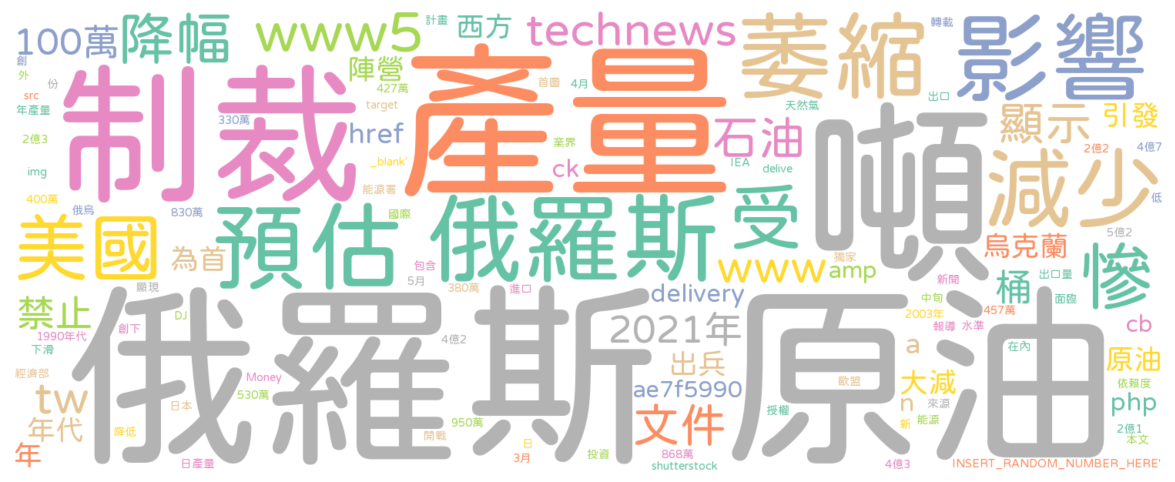 100萬
降幅
www5
計畫
西方
technews
萎縮
轉載
影響
創
外
份
src
年產量
2億3
img
400萬
俄烏
制裁
330萬
830萬
陣營
427萬
target
href
_blank'
能源署
國際
產量
首圖
4月
業界
ck
石油
IEA
delive
天然氣
出口
噸
顯示
2億2
引發
4億7
減少
低
5億2
美國
為首
預估
俄羅斯
受
烏克蘭
慘
禁止
1990年代
下滑
顯現
DJ
創下
5月
包含
380萬
進口
delivery
www
amp
獨家
新聞
中旬
2003年
報導
水準
桶
出口量
面臨
457萬
cb
俄羅斯原油
4億2
2021年
出兵
ae7f5990
文件
a
n
大減
在內
原油
依賴度
php
2億1
本文
經濟部
tw
年代
年
降低
日本
日產量
Money
530萬
開戰
950萬
日
3月
投資
868萬
shutterstock
授權
歐盟
來源
新
能源
4億3
INSERT_RANDOM_NUMBER_HERE'